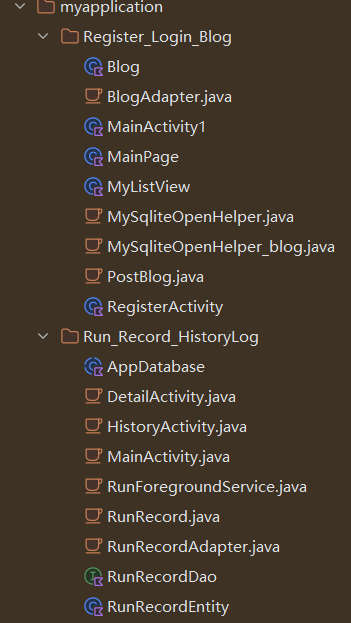 myapplication
Register_Login_Blog
Blog
BlogAdapter.java
MainActivity1
MainPage
MyListView
MySqliteOpenHelper.java
MySqliteOpenHelper_blog.java
PostBlog.java
RegisterActivity
Run_Record_HistoryLog
AppDatabase
DetailActivity.java
HistoryActivity.java
MainActivity.java
RunForegroundService.java
RunRecord.java
RunRecordAdapter.java
RunRecordDao
RunRecordEntity